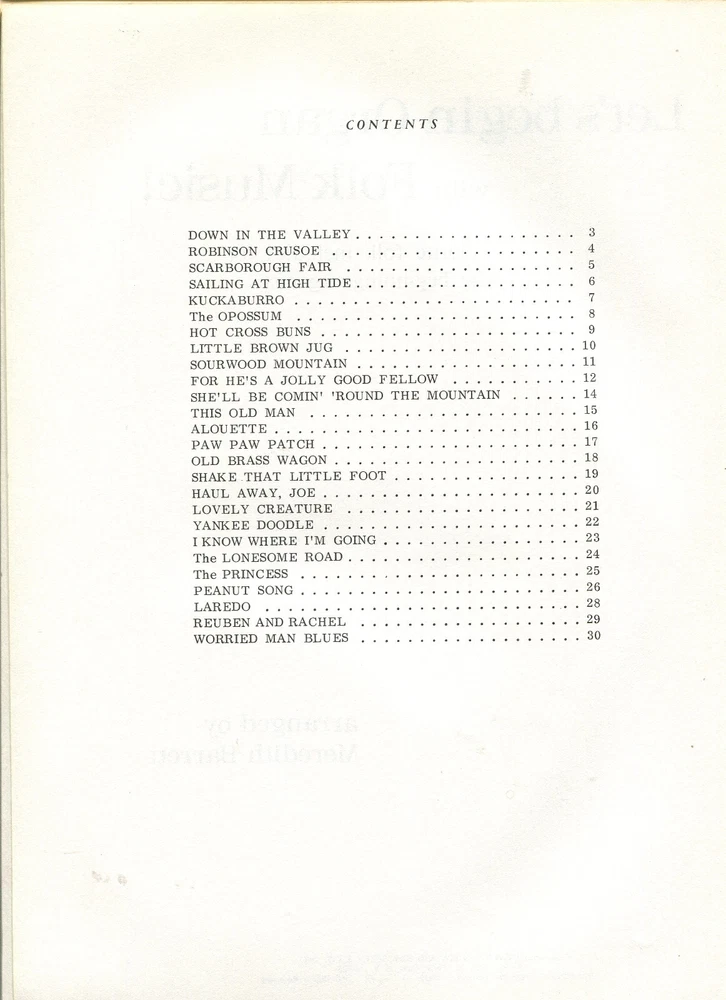 CONTENTS
DOWN IN THE VALLEY . . . . . . . . . . . . . . . . . . . 3
ROBINSON CRUSOE . . . . . . . . . . . . . . . . . . . . . 4
SCARBOROUGH FAIR . . . . . . . . . . . . . . . . . . . . 5
SAILING AT HIGH TIDE . . . . . . . . . . . . . . . . . . . 6
KUCKABURRO . . . . . . . . . . . . . . . . . . . . . . . . 7
The OPOSSUM . . . . . . . . . . . . . . . . . . . . . . . . 8
HOT CROSS BUNS . . . . . . . . . . . . . . . . . . . . . . 9
LITTLE BROWN JUG . . . . . . . . . . . . . . . . . . . . 10
SOURWOOD MOUNTAIN . . . . . . . . . . . . . . . . . . . 11
FOR HE'S A JOLLY GOOD FELLOW . . . . . . . . . . . 12
SHE'LL BE COMIN' 'ROUND THE MOUNTAIN . . . . . . 14
THIS OLD MAN . . . . . . . . . . . . . . . . . . . . . . . 15
ALOUETTE . . . . . . . . . . . . . . . . . . . . . . . . . . 16
PAW PAW PATCH . . . . . . . . . . . . . . . . . . . . . . 17
OLD BRASS WAGON . . . . . . . . . . . . . . . . . . . . . 18
SHAKE THAT LITTLE FOOT . . . . . . . . . . . . . . . . 19
HAUL AWAY, JOE . . . . . . . . . . . . . . . . . . . . . . 20
LOVELY CREATURE . . . . . . . . . . . . . . . . . . . . 21
YANKEE DOODLE . . . . . . . . . . . . . . . . . . . . . . 22
I KNOW WHERE I'M GOING . . . . . . . . . . . . . . . . . 23
The LONESOME ROAD . . . . . . . . . . . . . . . . . . . . 24
The PRINCESS . . . . . . . . . . . . . . . . . . . . . . . . 25
PEANUT SONG . . . . . . . . . . . . . . . . . . . . . . . . 26
LAREDO . . . . . . . . . . . . . . . . . . . . . . . . . . . 28
REUBEN AND RACHEL . . . . . . . . . . . . . . . . . . . 29
WORRIED MAN BLUES . . . . . . . . . . . . . . . . . . . 30